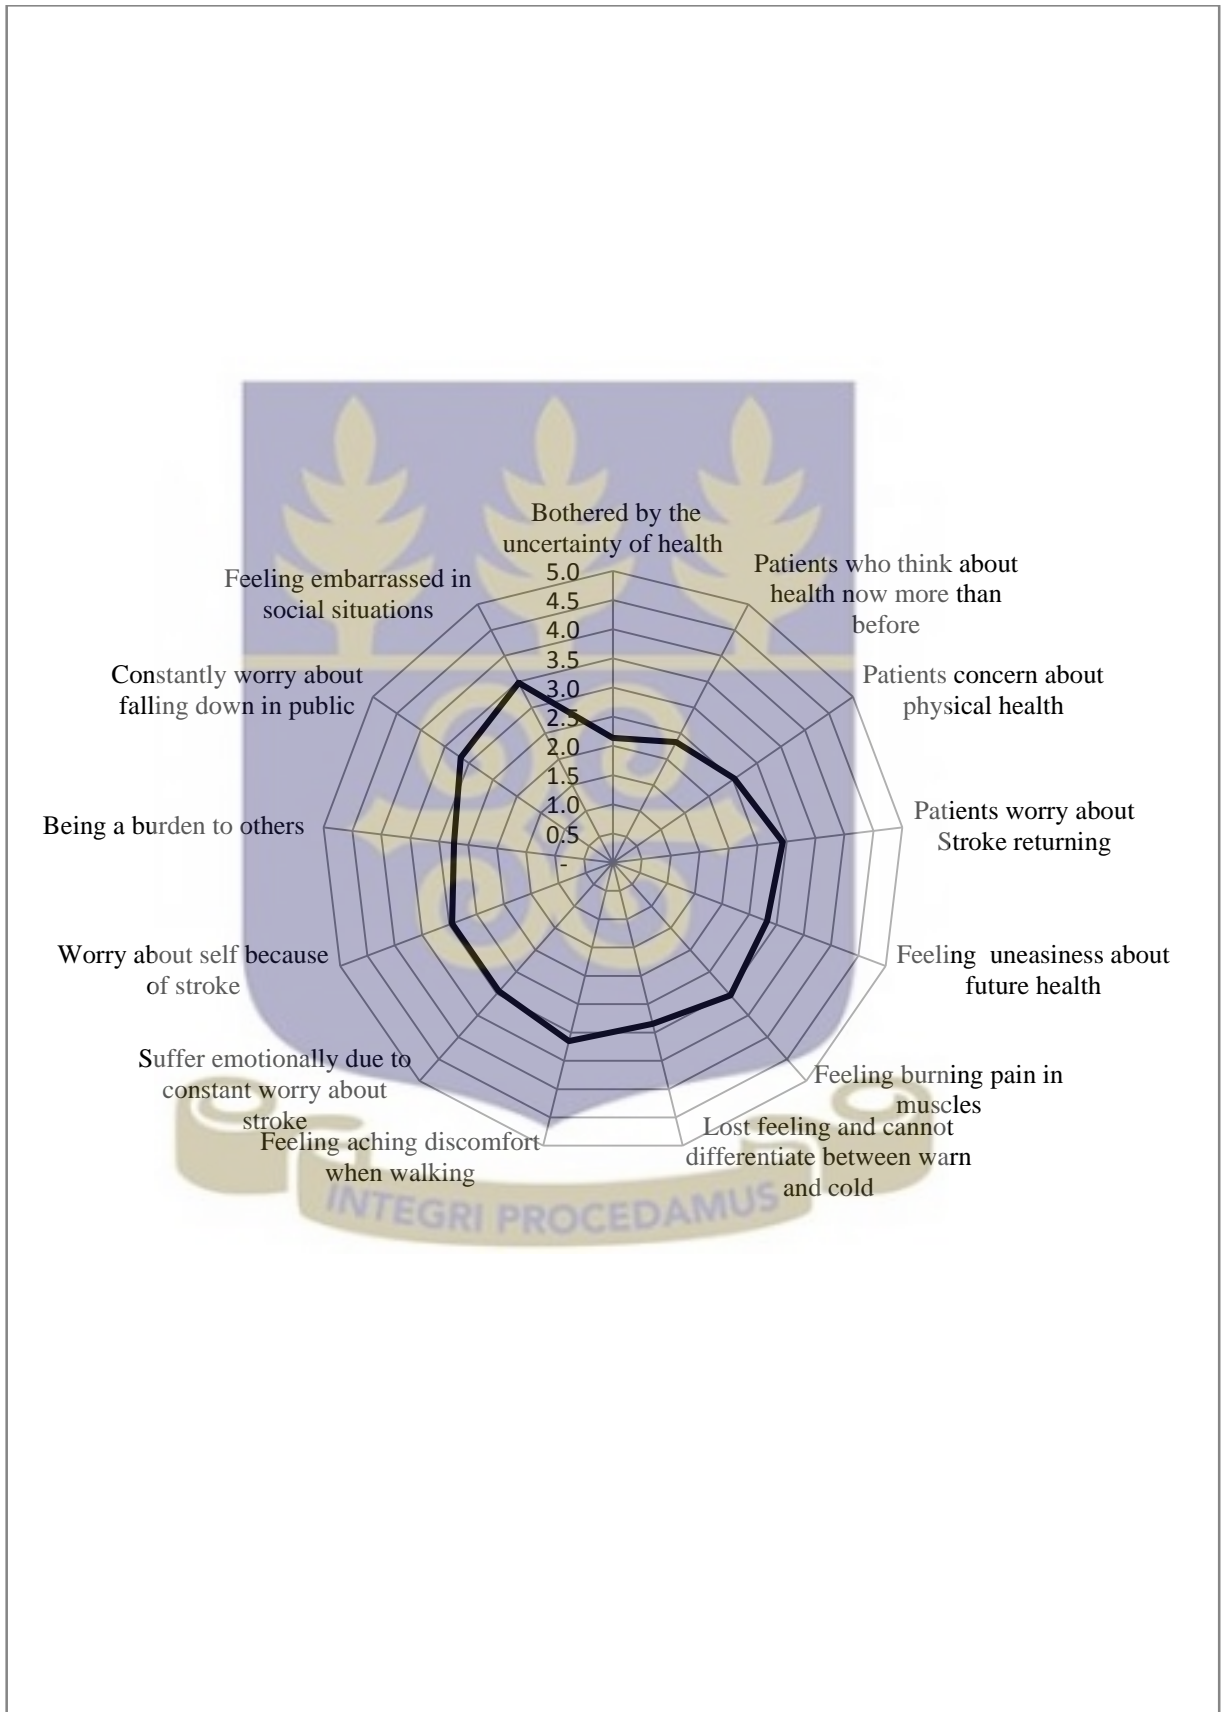 Bothered by the
uncertainty of health
Patients who think about
health now more than
before
Patients concern about
physical health
Patients worry about
Stroke returning
Feeling  uneasiness about
future health
Feeling burning pain in
muscles
Lost feeling and cannot
differentiate between warn
and cold
Feeling aching discomfort
when walking
Suffer emotionally due to
constant worry about
stroke
Worry about self because
of stroke
Being a burden to others
Constantly worry about
falling down in public
Feeling embarrassed in
social situations
5.0
4.5
4.0
3.5
3.0
2.5
2.0
1.5
1.0
0.5
-
INTEGRI PROCEDAMUS